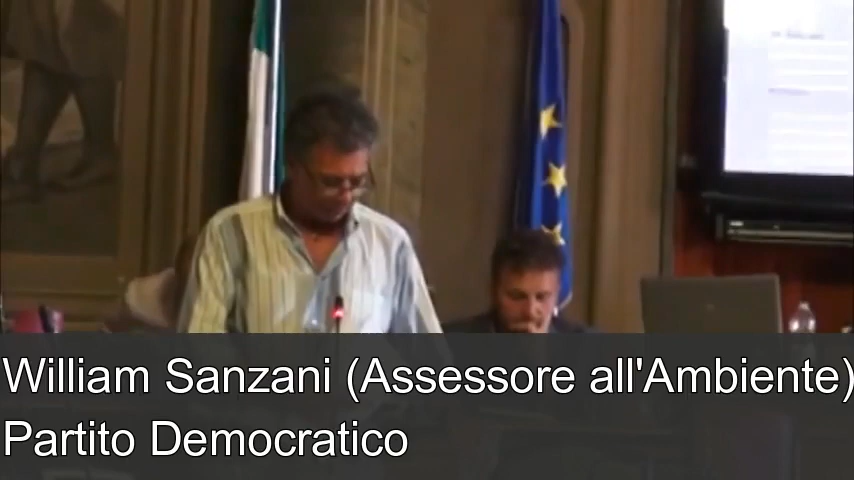 William Sanzani (Assessore all'Ambiente)
Partito Democratico